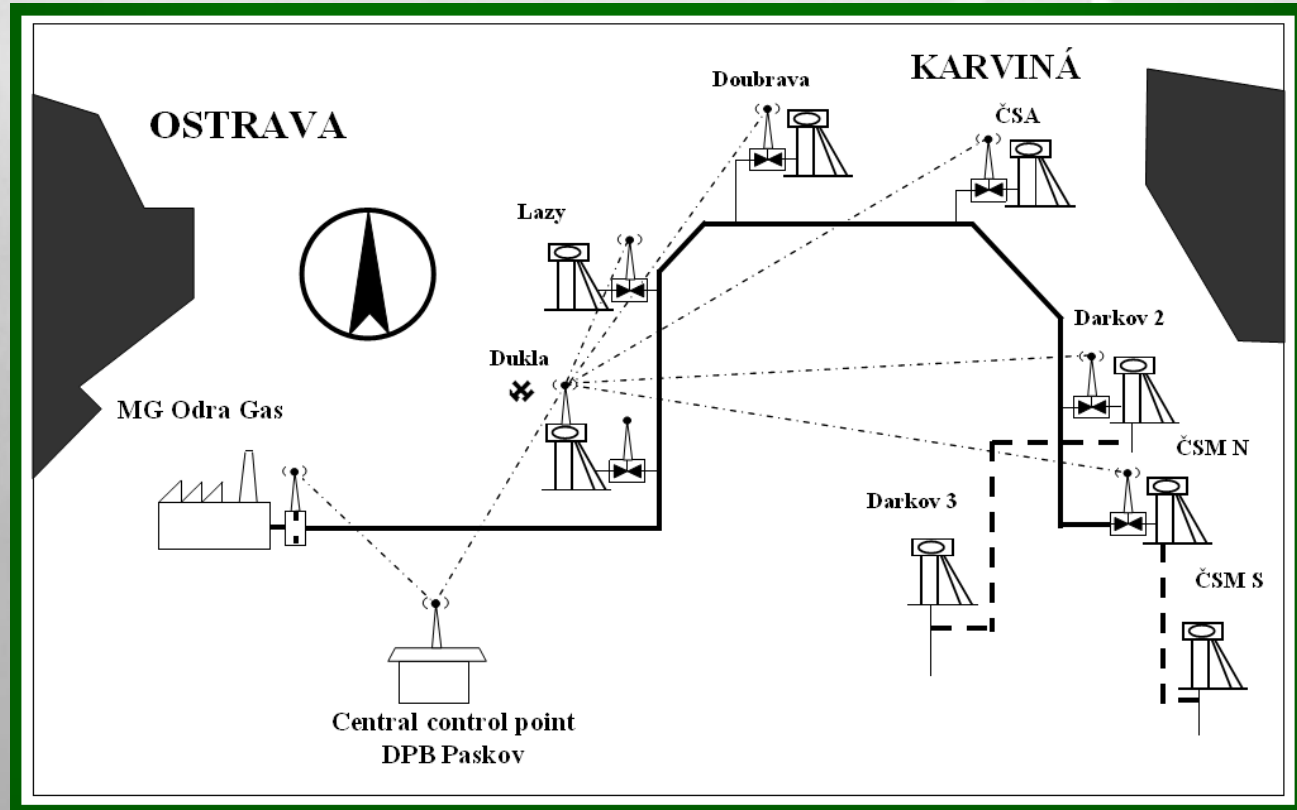 KARVINÁ
Doubrava
OSTRAVA
ČSA
Lazy
Darkov 2
Dukla
MG Odra Gas
ČSM N
Darkov 3
ČSM S
Central control point
DPB Paskov